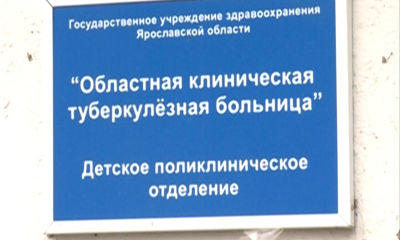 Государственное учреждение здравоохранения
Ярославской области
“Областная клиническая
туберкулёзная больница”
Детское поликлиническое
отделение